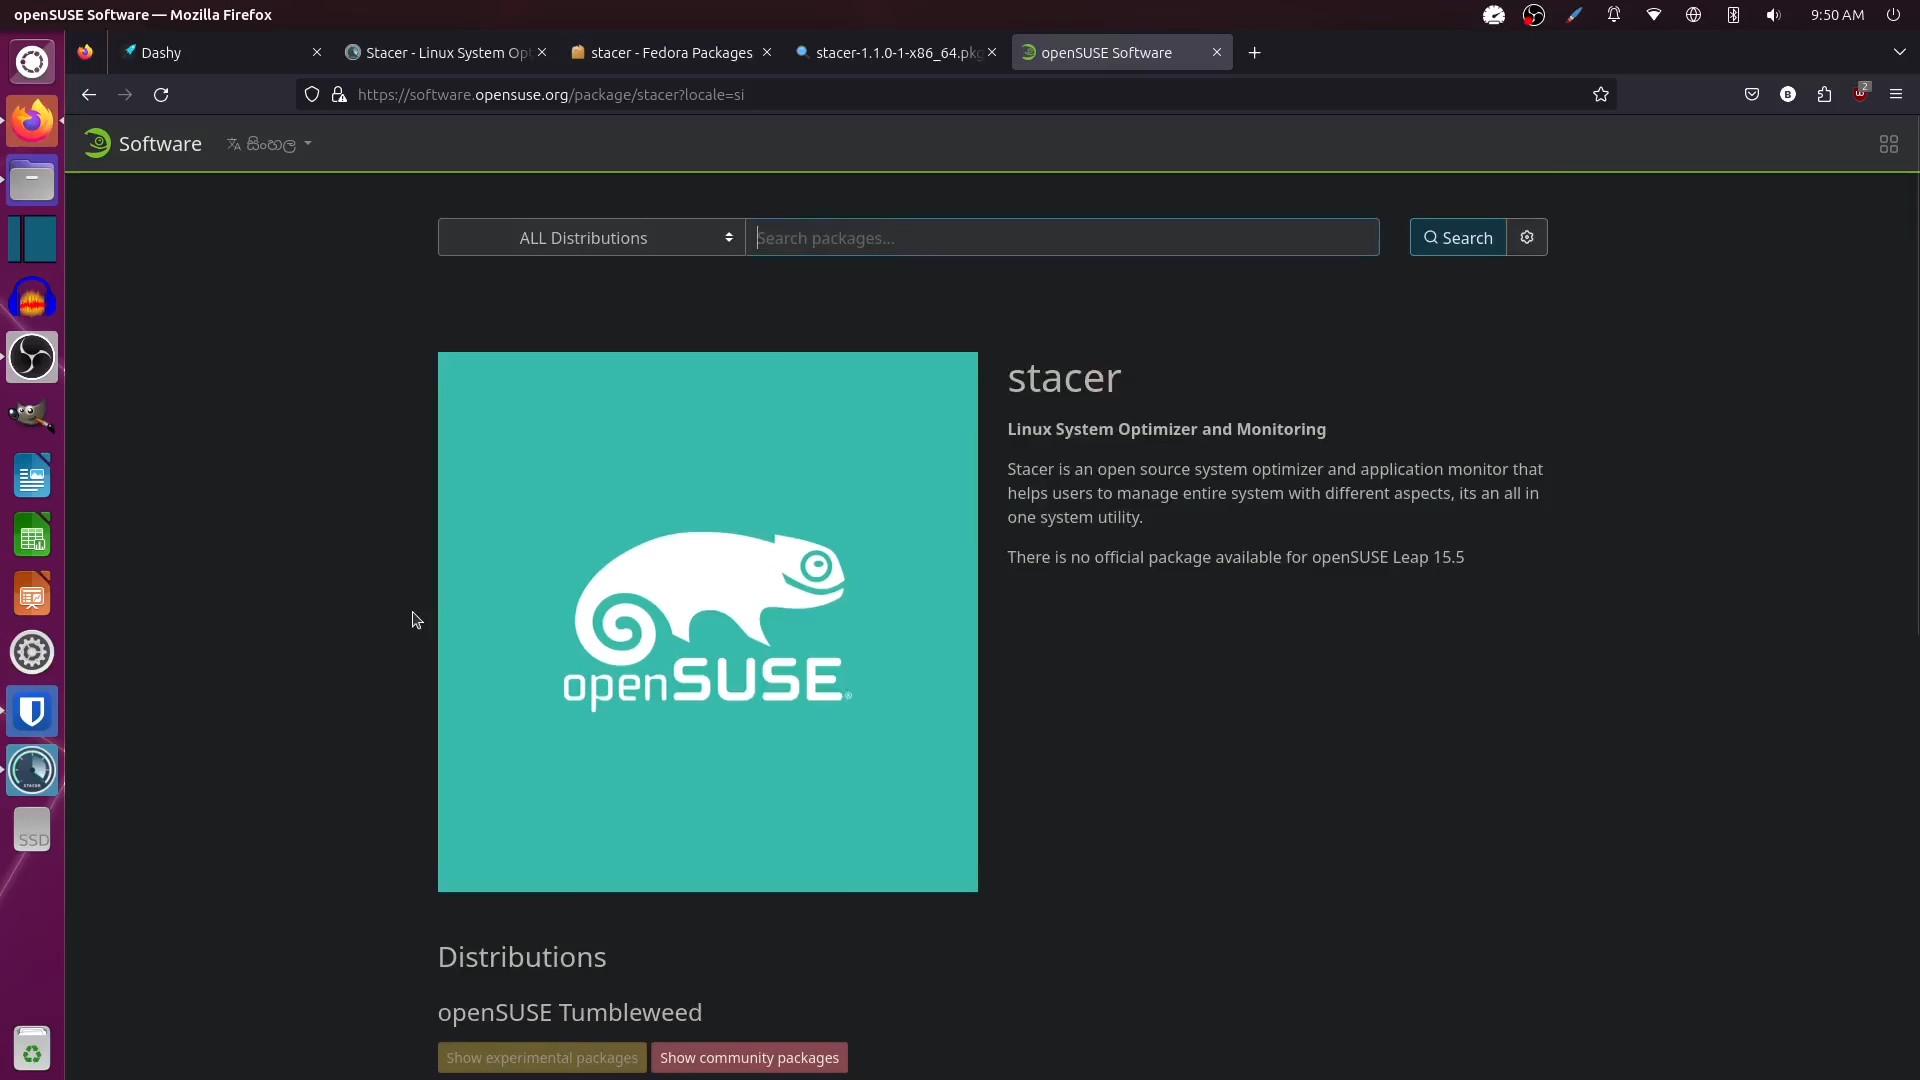 openSUSE Software — Mozilla Firefox
9:50 AM
Dashy
Stacer - Linux System Op
stacer - Fedora Packages
stacer-1.1.0-1-x86_64.pkg
openSUSE Software
https://software.opensuse.org/package/stacer?locale=si
B
2
Software
සිංහල
ALL Distributions
Search packages...
Search
stacer
Linux System Optimizer and Monitoring
Stacer is an open source system optimizer and application monitor that
helps users to manage entire system with different aspects, its an all in
one system utility.
There is no official package available for openSUSE Leap 15.5
openSUSE
STACER
SSD
Distributions
openSUSE Tumbleweed
Show experimental packages
Show community packages